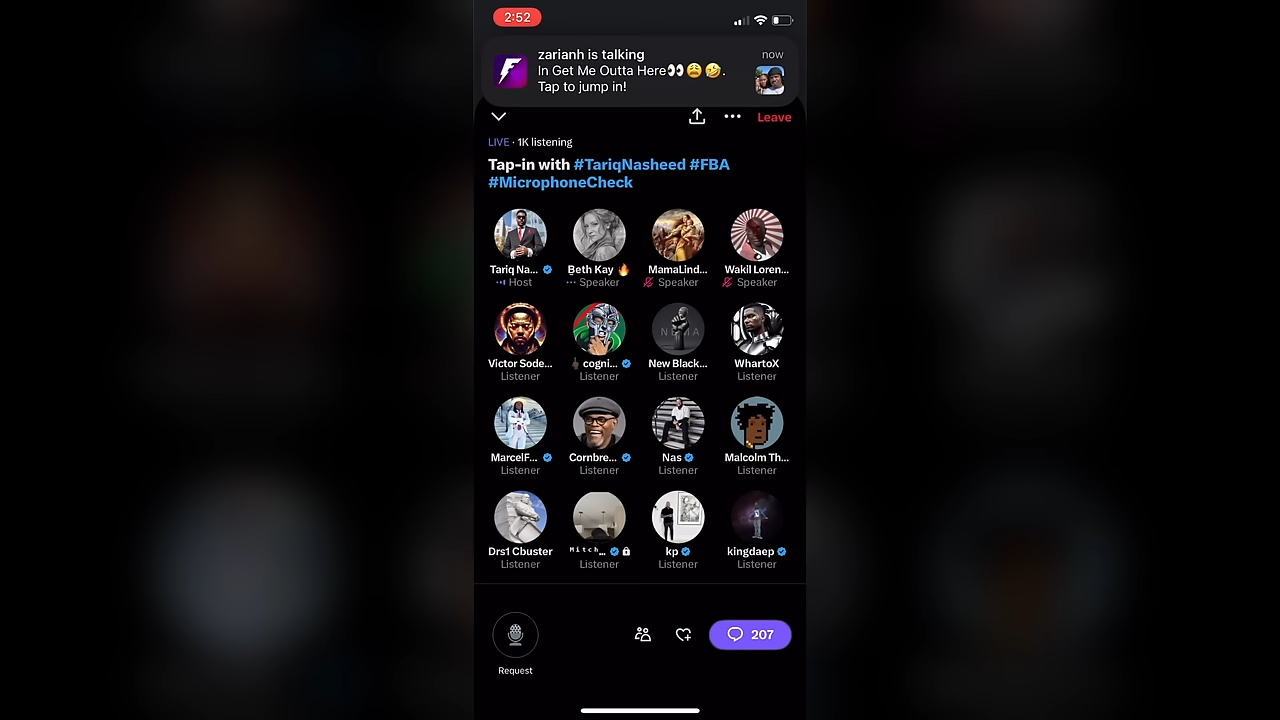 2:52
zarianh is talking
now
In Get Me Outta Here👀😩🤣.
Tap to jump in!
Leave
LIVE · 1K listening
Tap-in with #TariqNasheed #FBA
#MicrophoneCheck
Tariq Na... Beth Kay 🔥 MamaLind... Wakil Loren...
Host Speaker Speaker Speaker
Victor Sode... cogni... New Black... WhartoX
Listener Listener Listener Listener
MarcelF... Cornbre... Nas Malcolm Th...
Listener Listener Listener Listener
Drs1 Cbuster Mitch... kp kingdaep
Listener Listener Listener Listener
207
Request